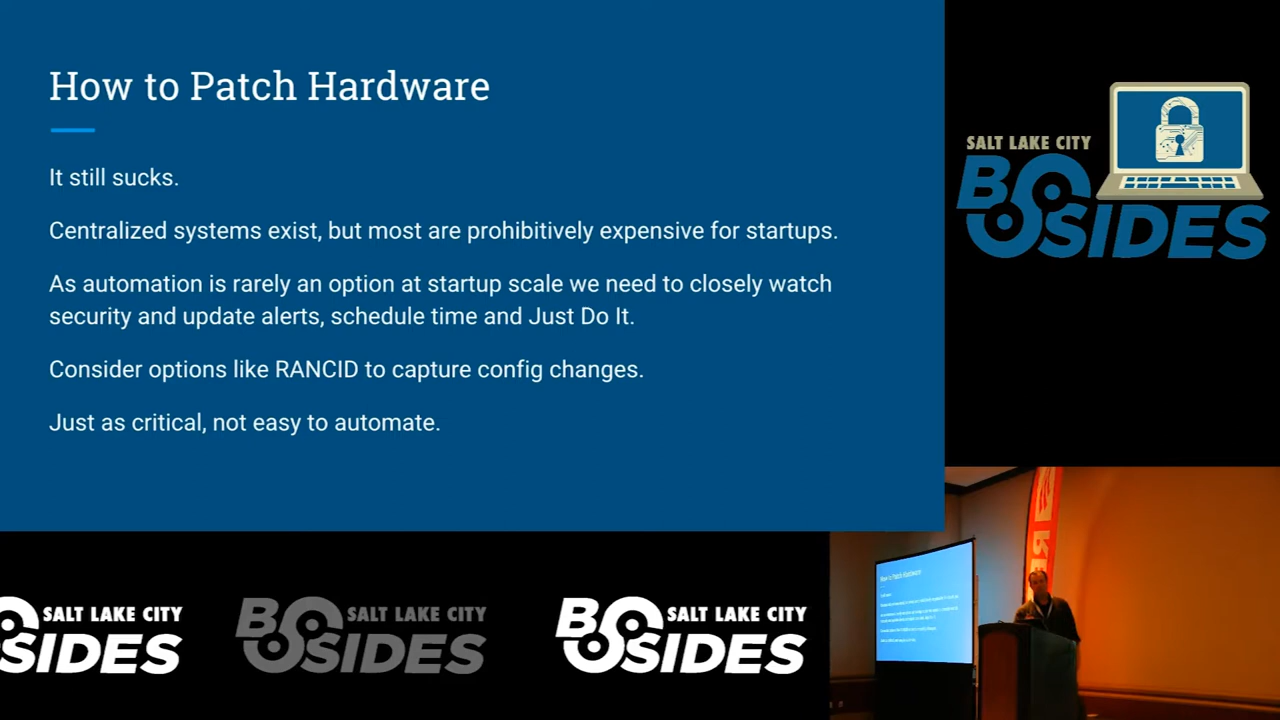 How to Patch Hardware
It still sucks.
Centralized systems exist, but most are prohibitively expensive for startups.
As automation is rarely an option at startup scale we need to closely watch
security and update alerts, schedule time and Just Do It.
Consider options like RANCID to capture config changes.
Just as critical, not easy to automate.
SALT LAKE CITY
BSIDES
SALT LAKE CITY
SIDES
SALT LAKE CITY
BSIDES
SALT LAKE CITY
BSIDES
How to Patch Hardware